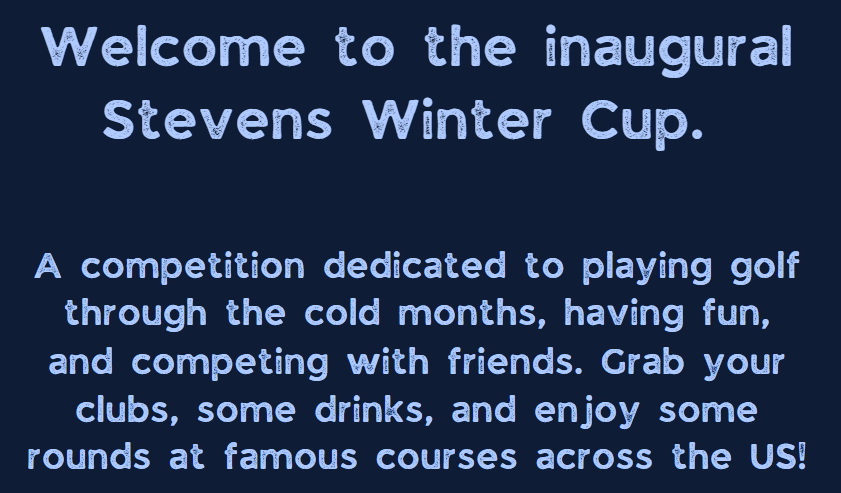 Welcome to the inaugural
Stevens Winter Cup.
A competition dedicated to playing golf
through the cold months, having fun,
and competing with friends. Grab your
clubs, some drinks, and enjoy some
rounds at famous courses across the US!